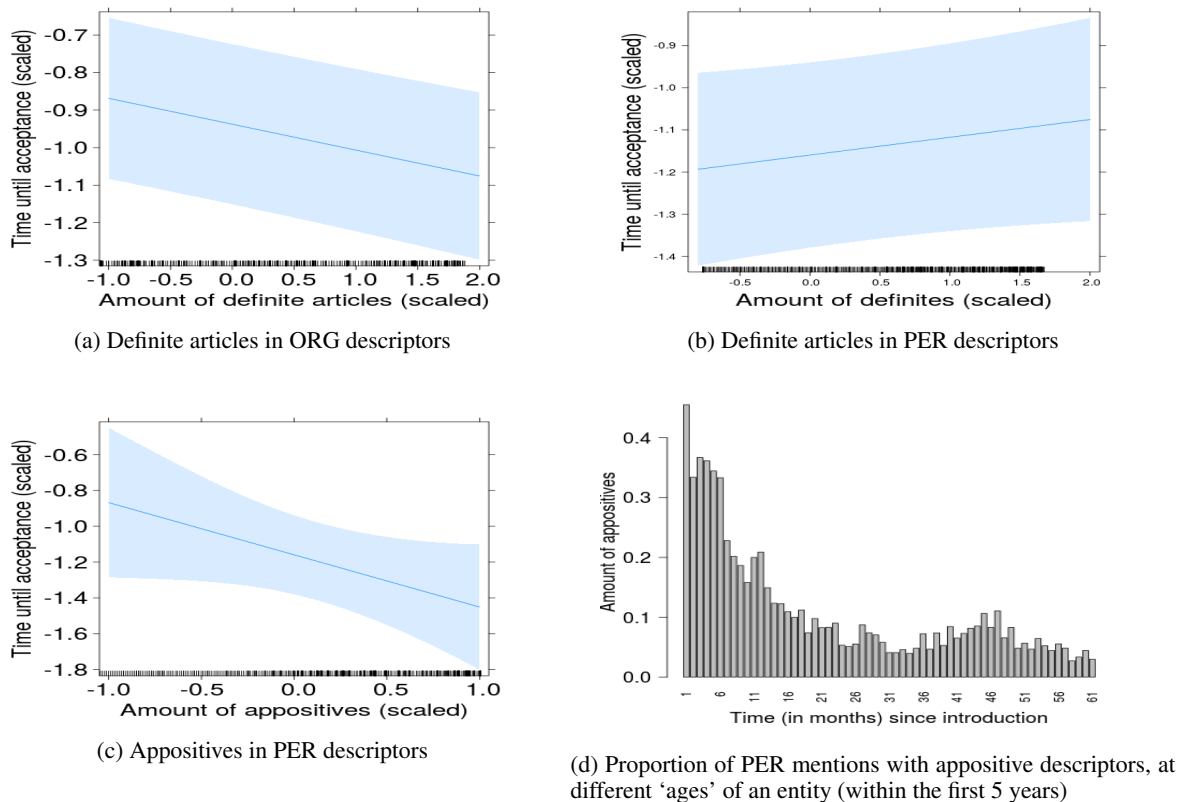 -0.7
-0.8
-0.9
-1.0
-1.1
-1.2
-1.3
Time until acceptance (scaled)
-1.0 -0.5 0.0 0.5 1.0 1.5 2.0
Amount of definite articles (scaled)
(a) Definite articles in ORG descriptors
-0.9
-1.0
-1.1
-1.2
-1.3
-1.4
Time until acceptance (scaled)
-0.5 0.0 0.5 1.0 1.5 2.0
Amount of definites (scaled)
(b) Definite articles in PER descriptors
-0.6
-0.8
-1.0
-1.2
-1.4
-1.6
-1.8
Time until acceptance (scaled)
-1.0 -0.5 0.0 0.5 1.0
Amount of appositives (scaled)
(c) Appositives in PER descriptors
0.4
0.3
0.2
0.1
0.0
Amount of appositives
1 6 11 16 21 26 31 36 41 46 51 56 61
Time (in months) since introduction
(d) Proportion of PER mentions with appositive descriptors, at
different ‘ages’ of an entity (within the first 5 years)